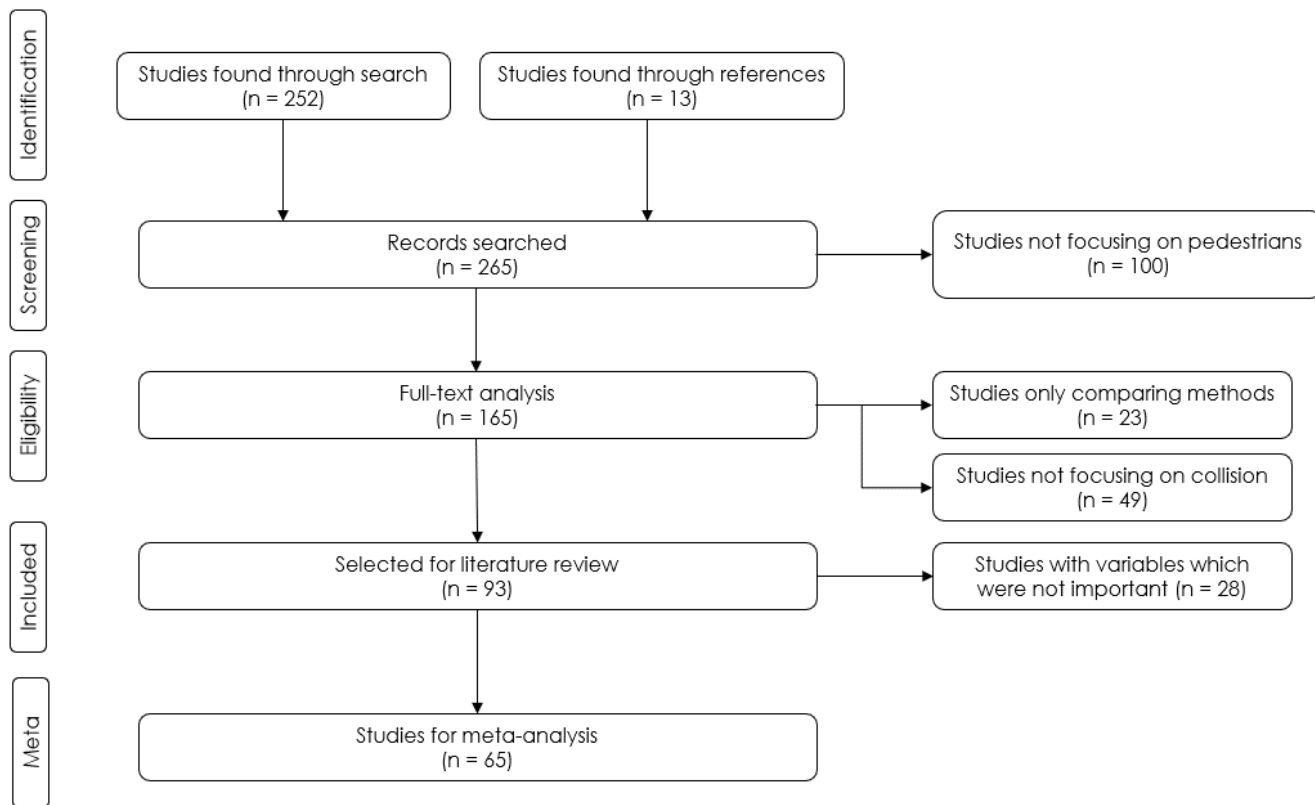 Identification
Studies found through search
(n = 252)
Studies found through references
(n = 13)
Screening
Records searched
(n = 265)
Studies not focusing on pedestrians
(n = 100)
Eligibility
Full-text analysis
(n = 165)
Studies only comparing methods
(n = 23)
Studies not focusing on collision
(n = 49)
Included
Selected for literature review
(n = 93)
Studies with variables which
were not important (n = 28)
Meta
Studies for meta-analysis
(n = 65)